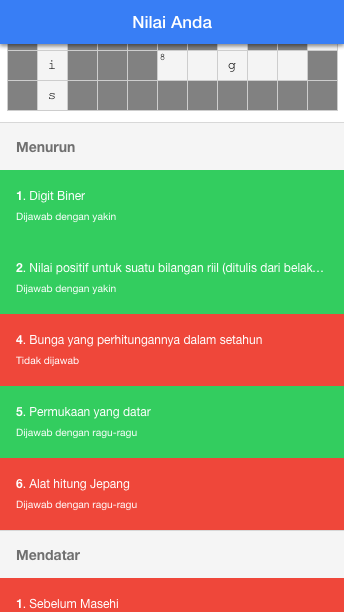 Nilai Anda
i
8
g
s
Menurun
1. Digit Biner
Dijawab dengan yakin
2. Nilai positif untuk suatu bilangan riil (ditulis dari belak...
Dijawab dengan yakin
4. Bunga yang perhitungannya dalam setahun
Tidak dijawab
5. Permukaan yang datar
Dijawab dengan ragu-ragu
6. Alat hitung Jepang
Dijawab dengan ragu-ragu
Mendatar
1. Sebelum Masehi